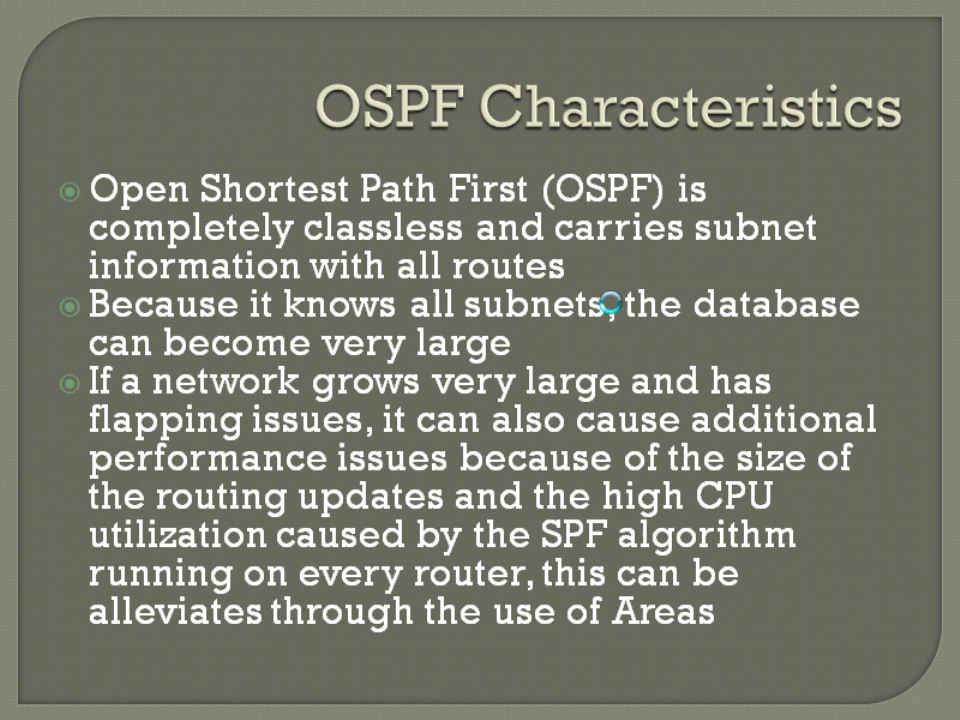 OSPF Characteristics
Open Shortest Path First (OSPF) is
completely classless and carries subnet
information with all routes
Because it knows all subnets, the database
can become very large
If a network grows very large and has
flapping issues, it can also cause additional
performance issues because of the size of
the routing updates and the high CPU
utilization caused by the SPF algorithm
running on every router, this can be
alleviates through the use of Areas